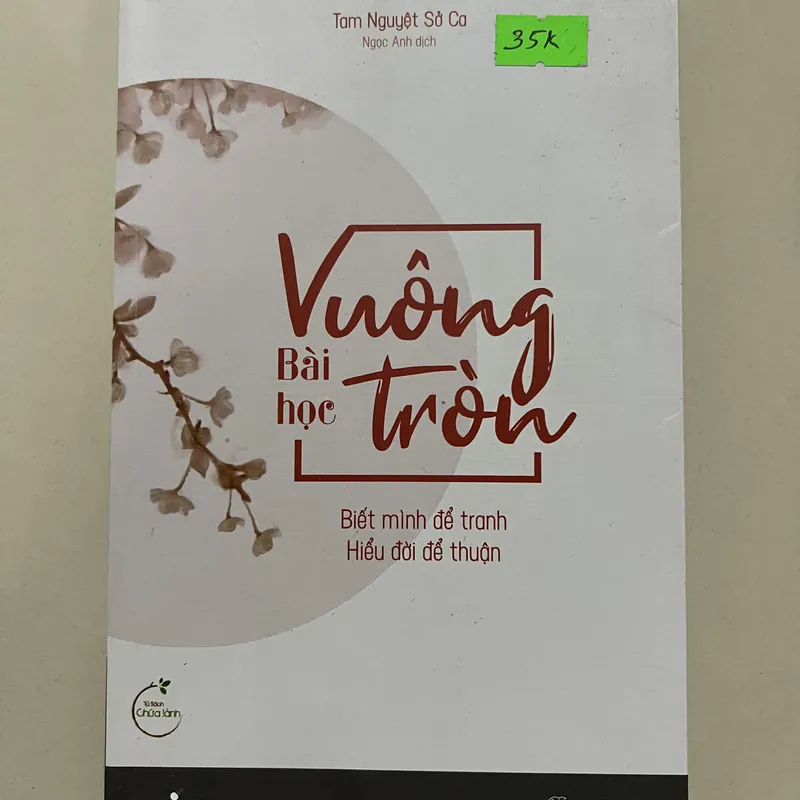 Tam Nguyệt Sở Ca
Ngọc Anh dịch
35K
Vuông
Bài
học
tròn
Biết mình để tranh
Hiểu đời để thuận
Tủ Sách
Chữa lành